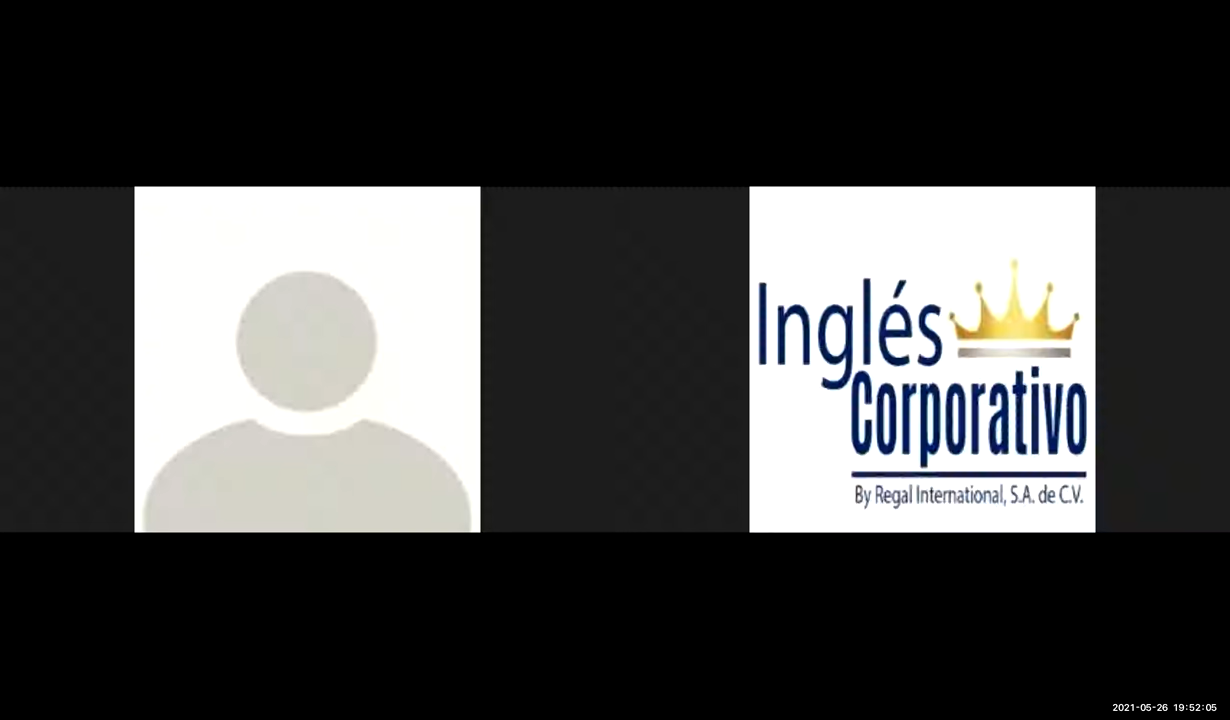 Inglés
Corporativo
By Regal International, S.A. de C.V.
2021-05-26 19:52:05